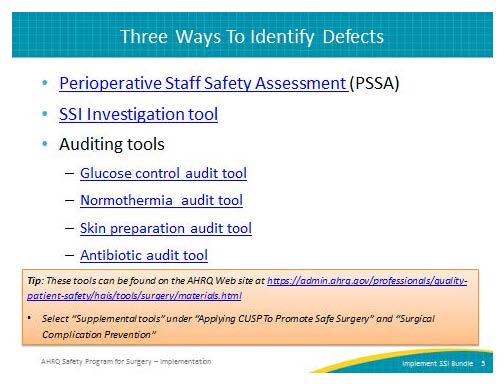 Three Ways To Identify Defects
• Perioperative Staff Safety Assessment (PSSA)
• SSI Investigation tool
• Auditing tools
– Glucose control audit tool
– Normothermia audit tool
– Skin preparation audit tool
– Antibiotic audit tool
Tip: These tools can be found on the AHRQ Web site at https://admin.ahrq.gov/professionals/quality-
patient-safety/hais/tools/surgery/materials.html
• Select “Supplemental tools” under “Applying CUSP To Promote Safe Surgery” and “Surgical
Complication Prevention”
AHRQ Safety Program for Surgery – Implementation
Implement SSI Bundle 5